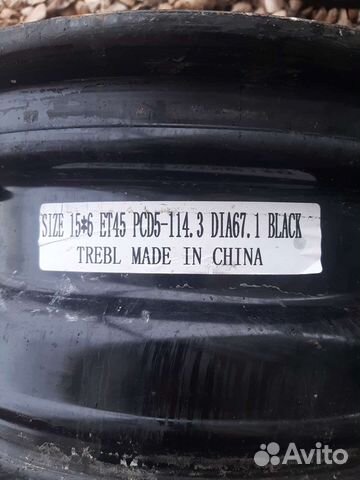 SIZE 15*6 ET45 PCD5-114.3 DIA67.1 BLACK
TREBL MADE IN CHINA
Avito